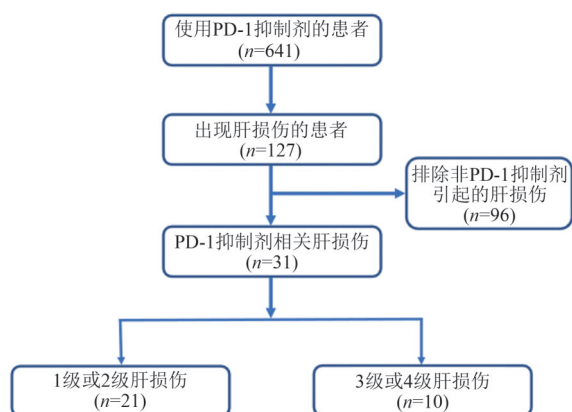 使用PD-1抑制剂的患者
(n=641)
出现肝损伤的患者
(n=127)
排除非PD-1抑制剂
引起的肝损伤
(n=96)
PD-1抑制剂相关肝损伤
(n=31)
1级或2级肝损伤
(n=21)
3级或4级肝损伤
(n=10)